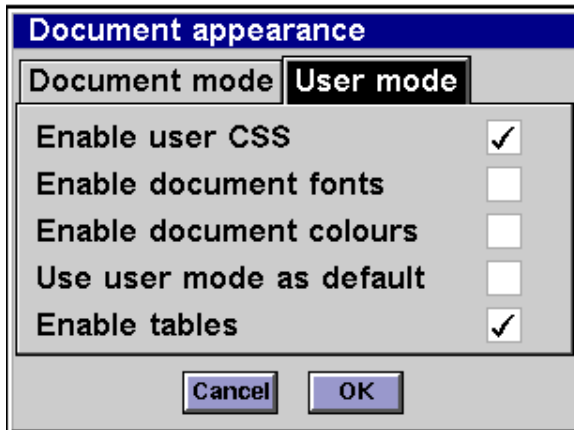 Document appearance
Document mode User mode
Enable user CSS
Enable document fonts
Enable document colours
Use user mode as default
Enable tables
Cancel OK